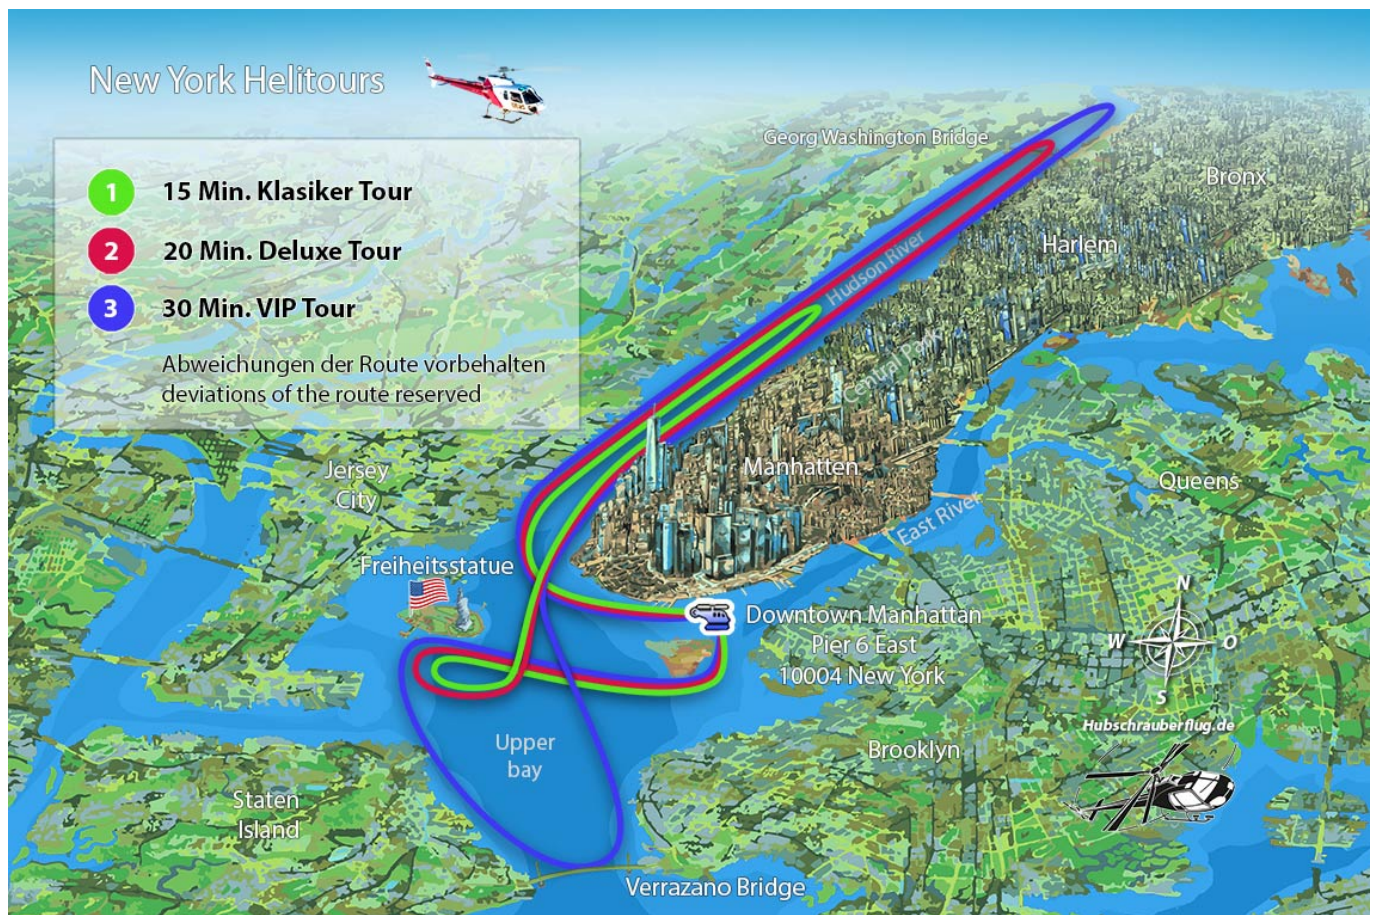 New York Helitours
1 15 Min. Klasiker Tour
2 20 Min. Deluxe Tour
3 30 Min. VIP Tour
Abweichungen der Route vorbehalten
deviations of the route reserved
Georg Washington Bridge
Bronx
Harlem
Hudson River
Central Park
Manhatten
Queens
East River
Jersey
City
Freiheitsstatue
Downtown Manhattan
Pier 6 East
10004 New York
N
W
O
S
Hubschrauberflug.de
Upper
bay
Brooklyn
Staten
Island
Verrazano Bridge